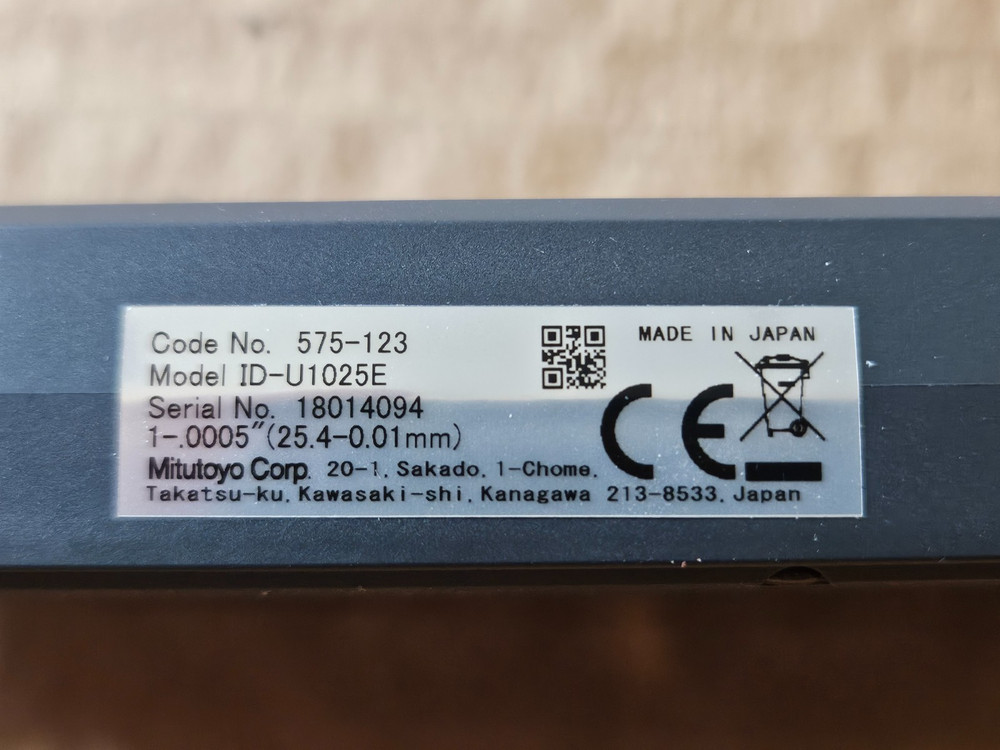 Code No. 575-123
Model ID-U1025E
Serial No. 18014094
1-.0005"(25.4-0.01mm)
Mitutoyo Corp. 20-1, Sakado, 1-Chome,
Takatsu-ku, Kawasaki-shi, Kanagawa 213-8533, Japan
MADE IN JAPAN
CE